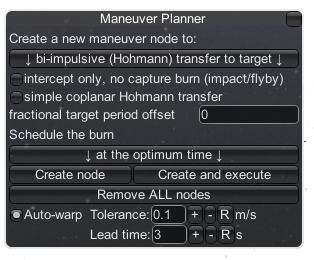 Maneuver Planner
Create a new maneuver node to:
↓ bi-impulsive (Hohmann) transfer to target ↓
intercept only, no capture burn (impact/flyby)
simple coplanar Hohmann transfer
fractional target period offset 0
Schedule the burn
↓ at the optimum time ↓
Create node Create and execute
Remove ALL nodes
Auto-warp Tolerance: 0.1 + - R m/s
Lead time: 3 + - R s